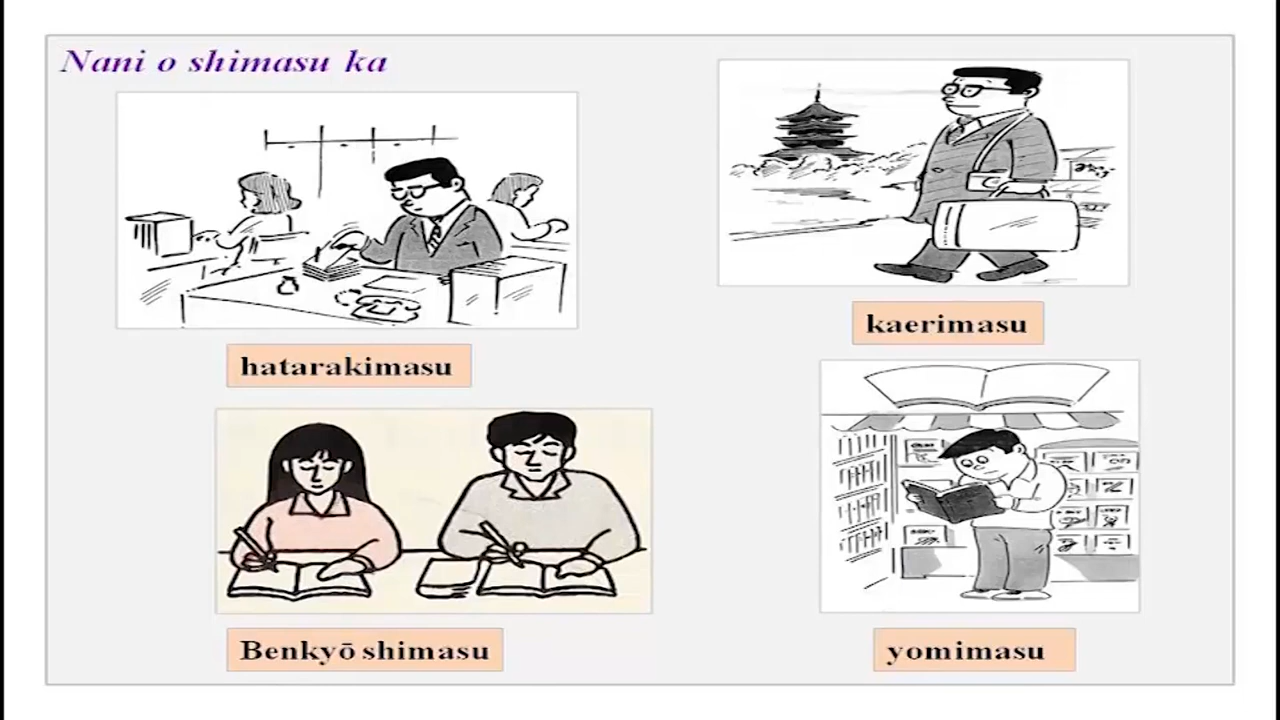 Nani o shimasu ka
hatarakimasu
kaerimasu
Benkyō shimasu
yomimasu